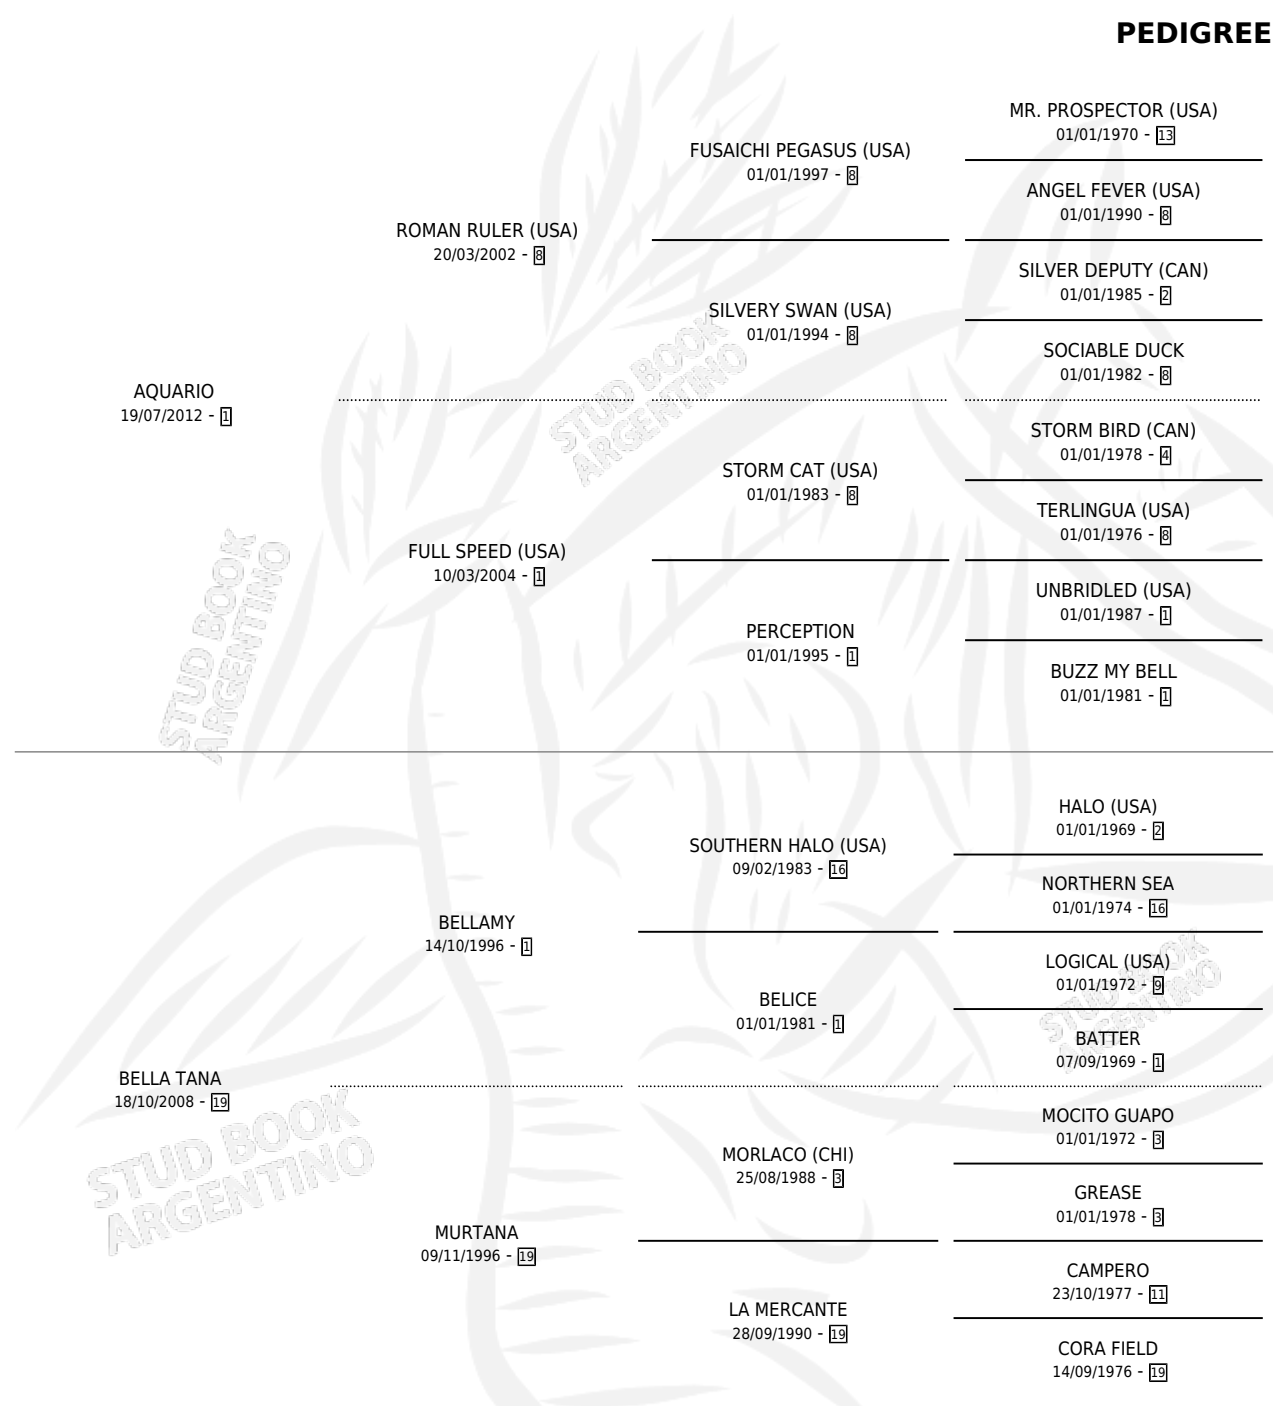 PEDIGREE
MR. PROSPECTOR (USA)
01/01/1970 - 13
FUSAICHI PEGASUS (USA)
01/01/1997 - 8
ANGEL FEVER (USA)
01/01/1990 - 8
ROMAN RULER (USA)
20/03/2002 - 8
SILVER DEPUTY (CAN)
01/01/1985 - 2
SILVERY SWAN (USA)
01/01/1994 - 8
SOCIABLE DUCK
01/01/1982 - 8
AQUARIO
19/07/2012 - 1
STUD BOOK
ARGENTINO
STORM BIRD (CAN)
01/01/1978 - 4
STORM CAT (USA)
01/01/1983 - 8
TERLINGUA (USA)
01/01/1976 - 8
FULL SPEED (USA)
10/03/2004 - 1
UNBRIDLED (USA)
01/01/1987 - 1
PERCEPTION
01/01/1995 - 1
BUZZ MY BELL
01/01/1981 - 1
STUD BOOK
ARGENTINO
HALO (USA)
01/01/1969 - 2
SOUTHERN HALO (USA)
09/02/1983 - 16
NORTHERN SEA
01/01/1974 - 16
BELLAMY
14/10/1996 - 1
LOGICAL (USA)
01/01/1972 - 9
BELICE
01/01/1981 - 1
STUD BOOK
ARGENTINO
BATTER
07/09/1969 - 1
BELLA TANA
18/10/2008 - 19
MOCITO GUAPO
01/01/1972 - 3
STUD BOOK
ARGENTINO
MORLACO (CHI)
25/08/1988 - 3
GREASE
01/01/1978 - 3
MURTANA
09/11/1996 - 19
CAMPERO
23/10/1977 - 11
LA MERCANTE
28/09/1990 - 19
CORA FIELD
14/09/1976 - 19